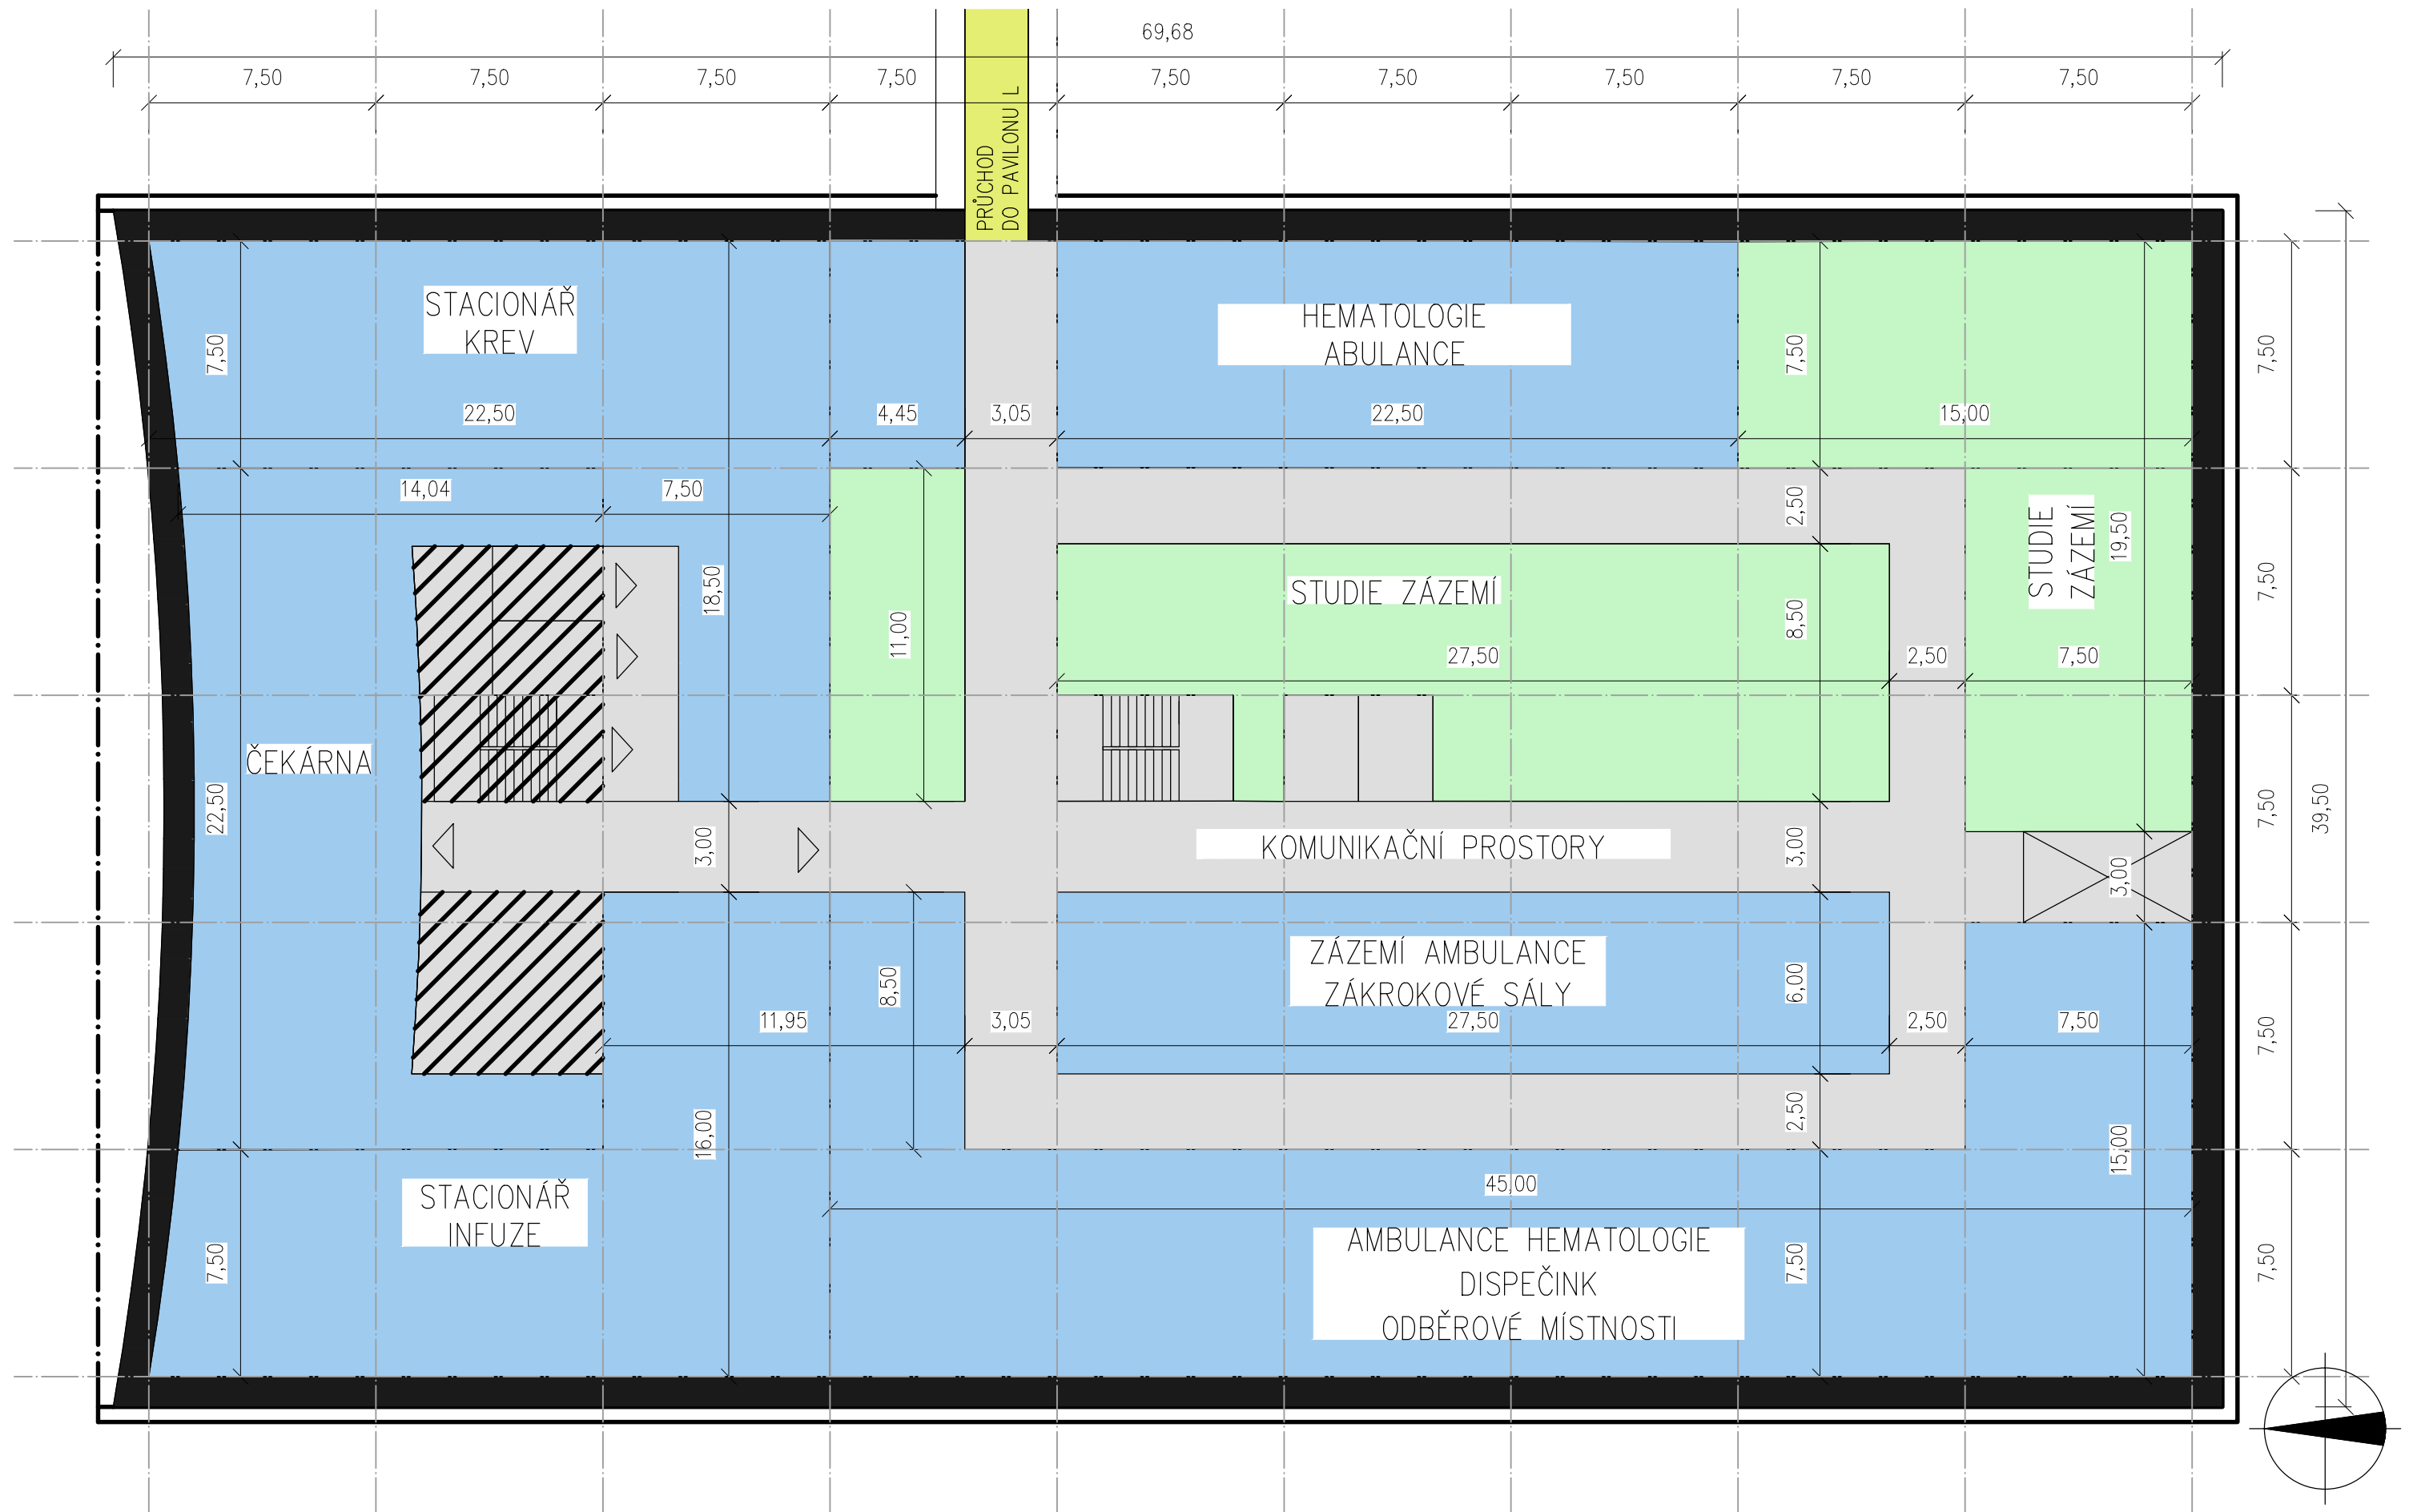 69,68
7,50
7,50
7,50
7,50
7,50
7,50
7,50
7,50
7,50
PRŮCHOD
DO PAVILONU L
STACIONÁŘ
KREV
HEMATOLOGIE
ABULANCE
7,50
7,50
7,50
22,50
4,45
3,05
22,50
15,00
14,04
7,50
2,50
STUDIE
ZÁZEMÍ
19,50
18,50
STUDIE ZÁZEMÍ
7,50
11,00
8,50
27,50
2,50
7,50
ČEKÁRNA
22,50
3,00
KOMUNIKAČNÍ PROSTORY
3,00
3,00
7,50
39,50
ZÁZEMÍ AMBULANCE
ZÁKROKOVÉ SÁLY
8,50
6,00
11,95
3,05
27,50
2,50
7,50
7,50
16,00
2,50
15,00
STACIONÁŘ
INFUZE
45,00
AMBULANCE HEMATOLOGIE
DISPEČINK
ODBĚROVÉ MÍSTNOSTI
7,50
7,50
7,50